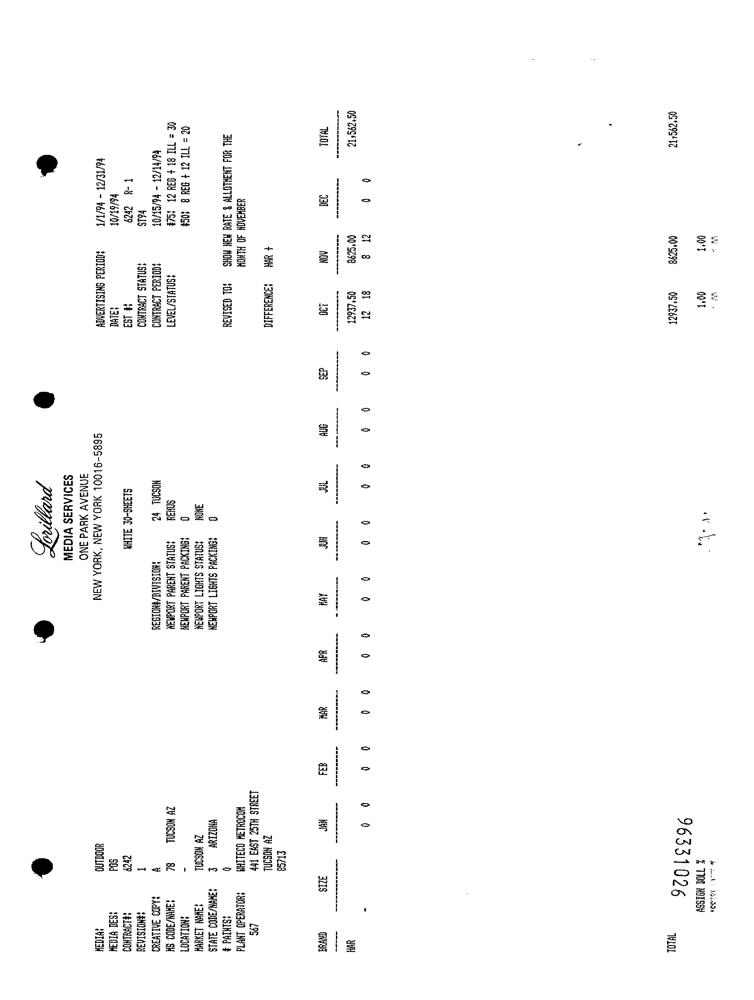 Lorillard
MEDIA SERVICES
ONE PARK AVENUE
NEW YORK, NEW YORK 10016-5895
WHITE 30-SHEETS
MEDIA: OUTDOOR
MEDIA DES: POS
CONTRACT#: 6242
REVISION#: 1
CREATIVE COPY: A
MS CODE/NAME: 78 TUCSON AZ
LOCATION: -
MARKET NAME: TUCSON AZ
STATE CODE/NAME: 3 ARIZONA
# PAINTS: 0
PLANT OPERATOR: WHITECO METROCOM
567 441 EAST 25TH STREET
TUCSON AZ
85713
REGION#/DIVISION: 24 TUCSON
NEWPORT PARENT STATUS: REMUS
NEWPORT PARENT PACKING: 0
NEWPORT LIGHTS STATUS: NONE
NEWPORT LIGHTS PACKING: 0
ADVERTISING PERIOD: 1/1/94 - 12/31/94
DATE: 10/19/94
EST #: 6242 R- 1
CONTRACT STATUS: ST94
CONTRACT PERIOD: 10/15/94 - 12/14/94
LEVEL/STATUS: #75: 12 REG + 18 ILL = 30
#50: 8 REG + 12 ILL = 20
REVISED TO: SHOW NEW RATE & ALLOTMENT FOR THE
MONTH OF NOVEMBER
DIFFERENCE: HAR +
BRAND SIZE JAN FEB MAR APR MAY JUN JUL AUG SEP OCT NOV DEC TOTAL
HAR - 12937.50 8625.00 21,562.50
0 0 0 0 0 0 0 0 0 0 0 0 0 0 0 0 0 0 12 18 8 12 0 0
TOTAL 12937.50 8625.00 21,562.50
96331026
ASSIGN DOLL % 1.00 1.00